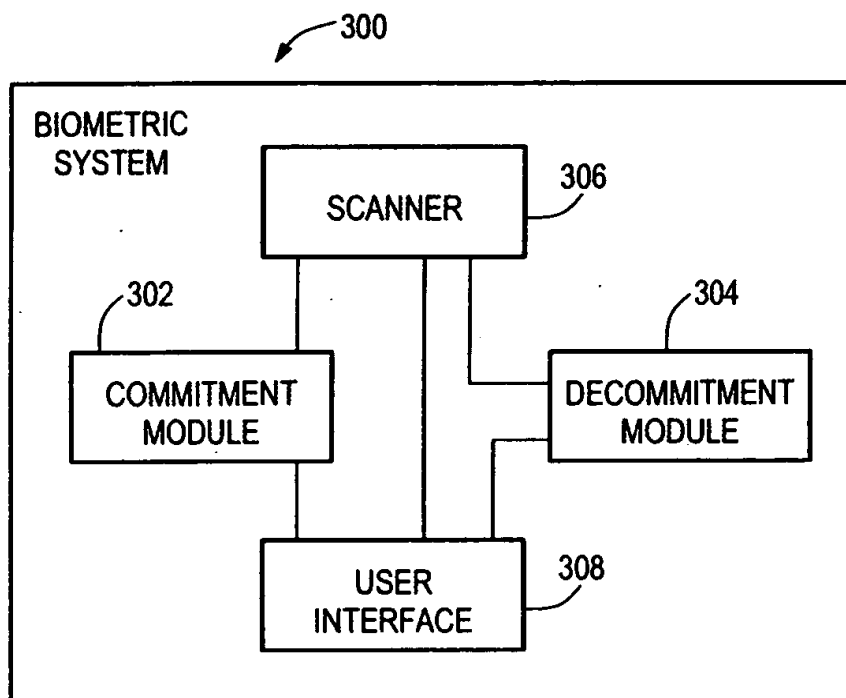 300
BIOMETRIC
SYSTEM
306
SCANNER
302
304
COMMITMENT
MODULE
DECOMMITMENT
MODULE
USER
INTERFACE
308